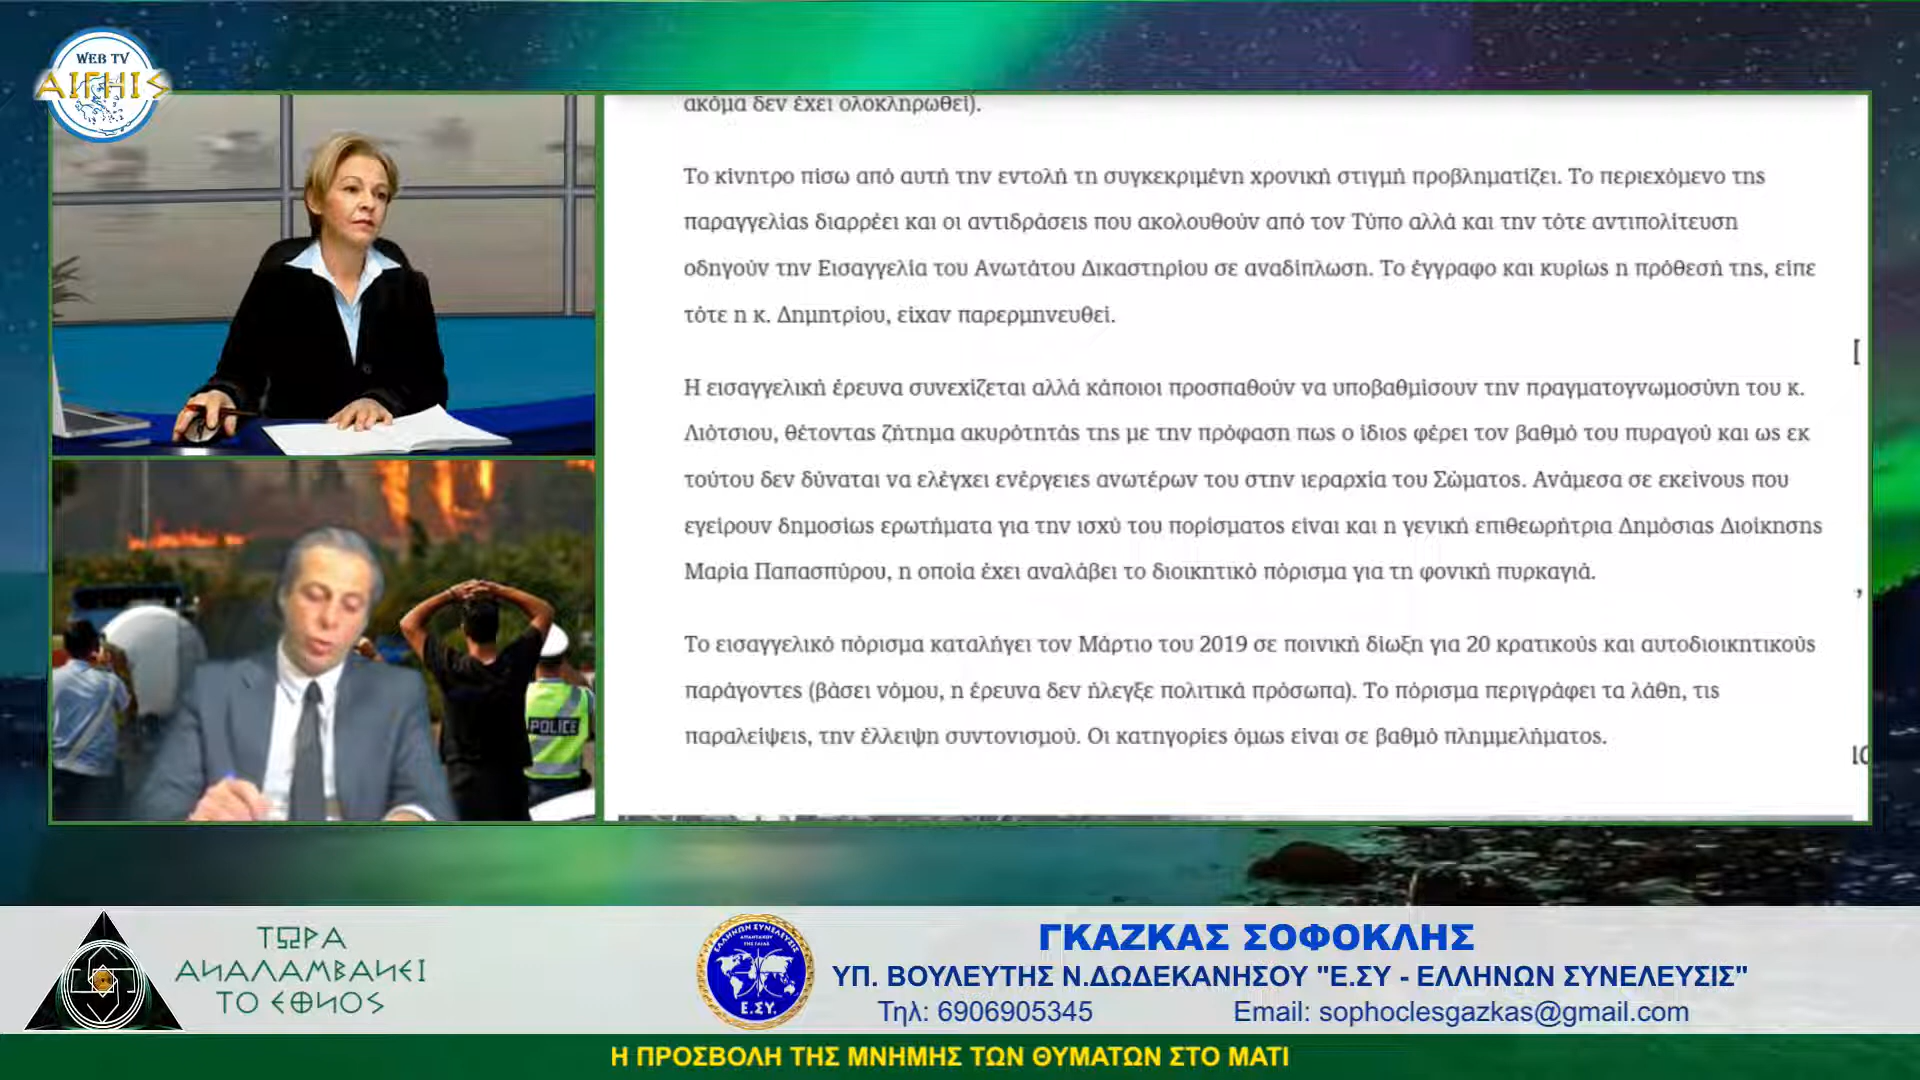 WEB TV
ΑΙΓΗΙΣ
ακόμα δεν έχει ολοκληρωθεί).
Το κίνητρο πίσω από αυτή την εντολή τη συγκεκριμένη χρονική στιγμή προβληματίζει. Το περιεχόμενο της
παραγγελίας διαρρέει και οι αντιδράσεις που ακολουθούν από τον Τύπο αλλά και την τότε αντιπολίτευση
οδηγούν την Εισαγγελία του Ανωτάτου Δικαστηρίου σε αναδίπλωση. Το έγγραφο και κυρίως η πρόθεσή της, είπε
τότε η κ. Δημητρίου, είχαν παρερμηνευθεί.
Η εισαγγελική έρευνα συνεχίζεται αλλά κάποιοι προσπαθούν να υποβαθμίσουν την πραγματογνωμοσύνη του κ.
Λιότσιου, θέτοντας ζήτημα ακυρότητάς της με την πρόφαση πως ο ίδιος φέρει τον βαθμό του πυραγού και ως εκ
τούτου δεν δύναται να ελέγχει ενέργειες ανωτέρων του στην ιεραρχία του Σώματος. Ανάμεσα σε εκείνους που
εγείρουν δημοσίως ερωτήματα για την ισχύ του πορίσματος είναι και η γενική επιθεωρήτρια Δημόσιας Διοίκησης
Μαρία Παπασπύρου, η οποία έχει αναλάβει το διοικητικό πόρισμα για τη φονική πυρκαγιά.
Το εισαγγελικό πόρισμα καταλήγει τον Μάρτιο του 2019 σε ποινική δίωξη για 20 κρατικούς και αυτοδιοικητικούς
παράγοντες (βάσει νόμου, η έρευνα δεν ήλεγξε πολιτικά πρόσωπα). Το πόρισμα περιγράφει τα λάθη, τις
παραλείψεις, την έλλειψη συντονισμού. Οι κατηγορίες όμως είναι σε βαθμό πλημμελήματος.
POLICE
ΤΩΡΑ
ΑΝΑΛΑΜΒΑΝΕΙ
ΤΟ ΕΘΝΟΣ
ΕΛΛΗΝΩΝ ΣΥΝΕΛΕΥΣΙΣ
Ε.ΣΥ.
ΓΚΑΖΚΑΣ ΣΟΦΟΚΛΗΣ
ΥΠ. ΒΟΥΛΕΥΤΗΣ Ν.ΔΩΔΕΚΑΝΗΣΟΥ "Ε.ΣΥ - ΕΛΛΗΝΩΝ ΣΥΝΕΛΕΥΣΙΣ"
Τηλ: 6906905345 Email: sophoclesgazkas@gmail.com
Η ΠΡΟΣΒΟΛΗ ΤΗΣ ΜΝΗΜΗΣ ΤΩΝ ΘΥΜΑΤΩΝ ΣΤΟ ΜΑΤΙ